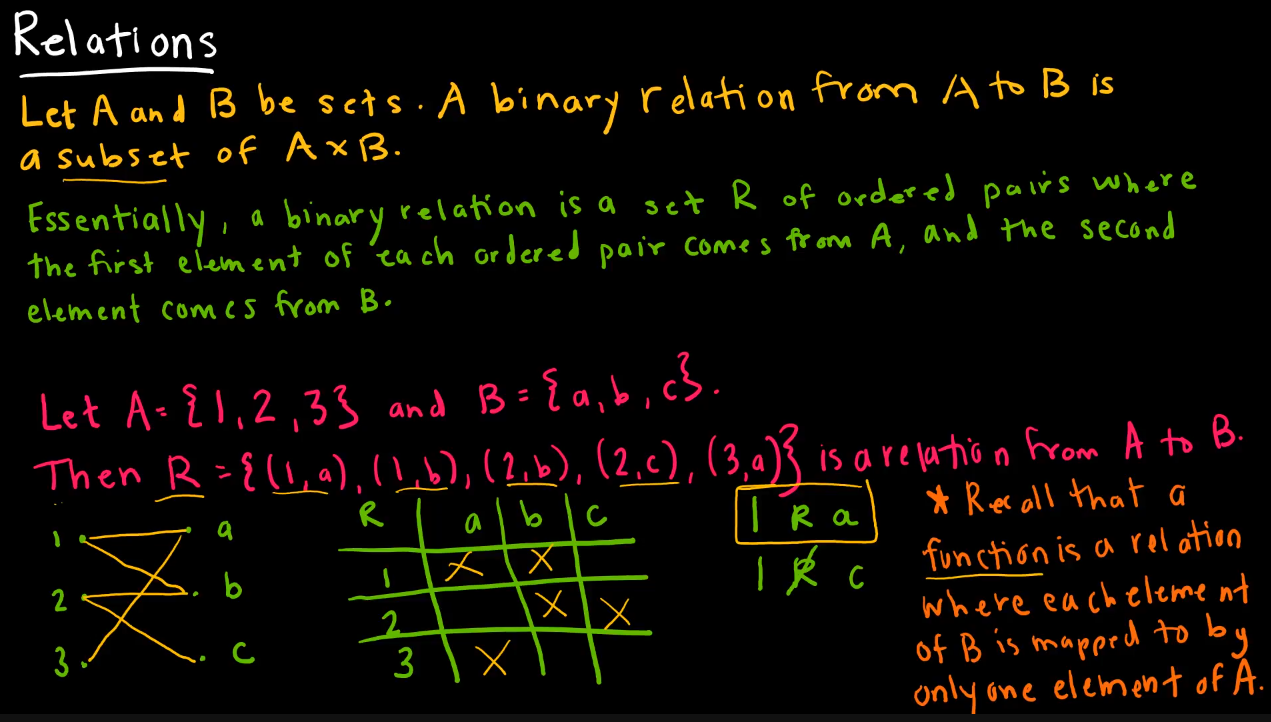 Relations
Let A and B be sets. A binary relation from A to B is
a subset of A×B.
Essentially, a binary relation is a set R of ordered pairs where
the first element of each ordered pair comes from A, and the second
element comes from B.
Let A={1,2,3} and B={a,b,c}.
Then R={(1,a),(1,b),(2,b),(2,c),(3,a)} is a relation from A to B.
1 a
2 b
3 c
R a b c
1 X X
2 X X
3 X
1 R a
1 R̸ c
* Recall that a
function is a relation
where each element
of B is mapped to by
only one element of A.